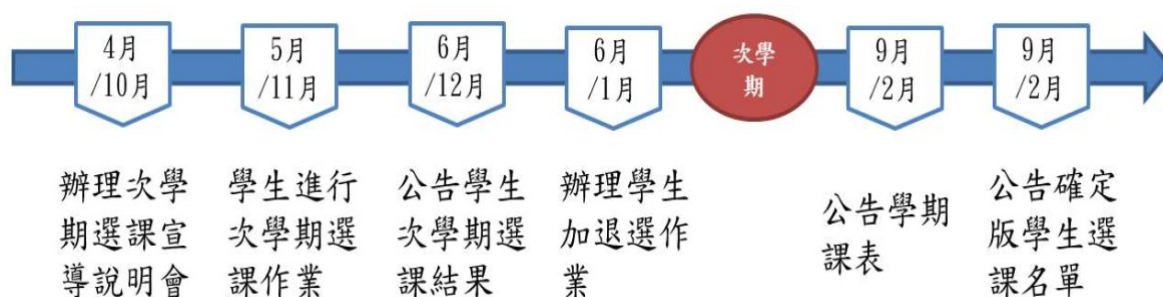 4月
/10月
5月
/11月
6月
/12月
6月
/1月
次學
期
9月
/2月
9月
/2月
辦理次學
期選課宣
導說明會
學生進行
次學期選
課作業
公告學生
次學期選
課結果
辦理學生
加退選作
業
公告學期
課表
公告確定
版學生選
課名單